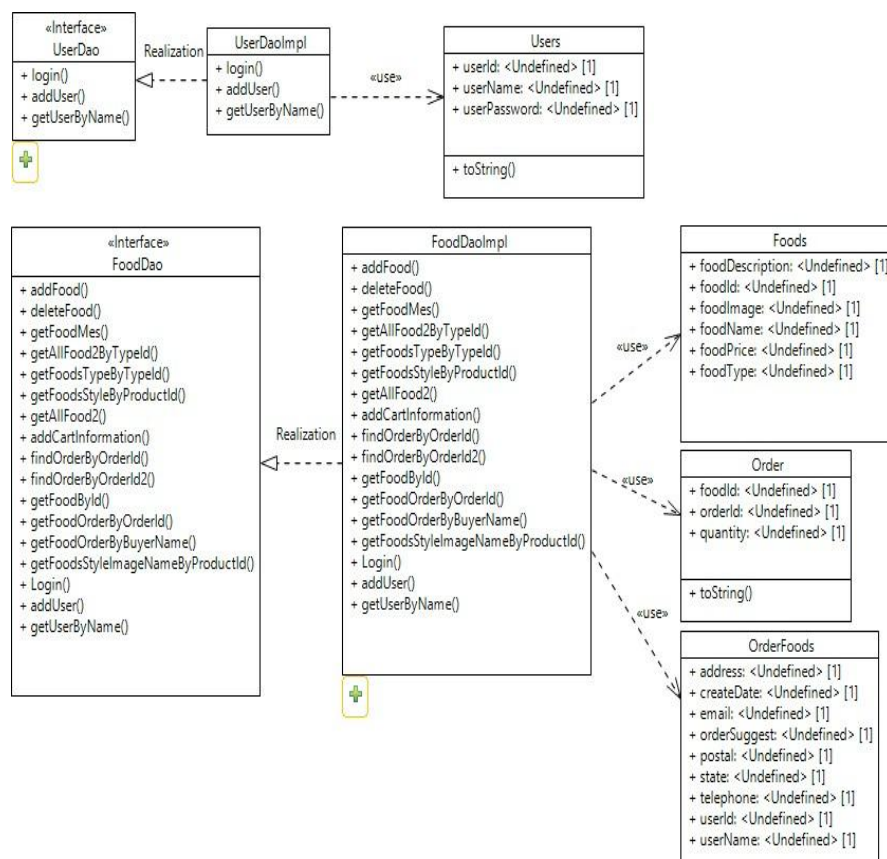 «Interface»
UserDao
+ login()
+ addUser()
+ getUserByName()
Realization
UserDaoImpl
+ login()
+ addUser()
+ getUserByName()
«use»
Users
+ userId: <Undefined> [1]
+ userName: <Undefined> [1]
+ userPassword: <Undefined> [1]
+ toString()
«Interface»
FoodDao
+ addFood()
+ deleteFood()
+ getFoodMes()
+ getAllFood2ByTypeId()
+ getFoodsTypeByTypeId()
+ getFoodsStyleByProductId()
+ getAllFood2()
+ addCartInformation()
+ findOrderByOrderId()
+ findOrderByOrderId2()
+ getFoodById()
+ getFoodOrderByOrderId()
+ getFoodOrderByBuyerName()
+ getFoodsStyleImageNameByProductId()
+ Login()
+ addUser()
+ getUserByName()
Realization
FoodDaoImpl
+ addFood()
+ deleteFood()
+ getFoodMes()
+ getAllFood2ByTypeId()
+ getFoodsTypeByTypeId()
+ getFoodsStyleByProductId()
+ getAllFood2()
+ addCartInformation()
+ findOrderByOrderId()
+ findOrderByOrderId2()
+ getFoodById()
+ getFoodOrderByOrderId()
+ getFoodOrderByBuyerName()
+ getFoodsStyleImageNameByProductId()
+ Login()
+ addUser()
+ getUserByName()
«use»
Foods
+ foodDescription: <Undefined> [1]
+ foodId: <Undefined> [1]
+ foodImage: <Undefined> [1]
+ foodName: <Undefined> [1]
+ foodPrice: <Undefined> [1]
+ foodType: <Undefined> [1]
«use»
Order
+ foodId: <Undefined> [1]
+ orderId: <Undefined> [1]
+ quantity: <Undefined> [1]
+ toString()
«use»
OrderFoods
+ address: <Undefined> [1]
+ createDate: <Undefined> [1]
+ email: <Undefined> [1]
+ orderSuggest: <Undefined> [1]
+ postal: <Undefined> [1]
+ state: <Undefined> [1]
+ telephone: <Undefined> [1]
+ userId: <Undefined> [1]
+ userName: <Undefined> [1]